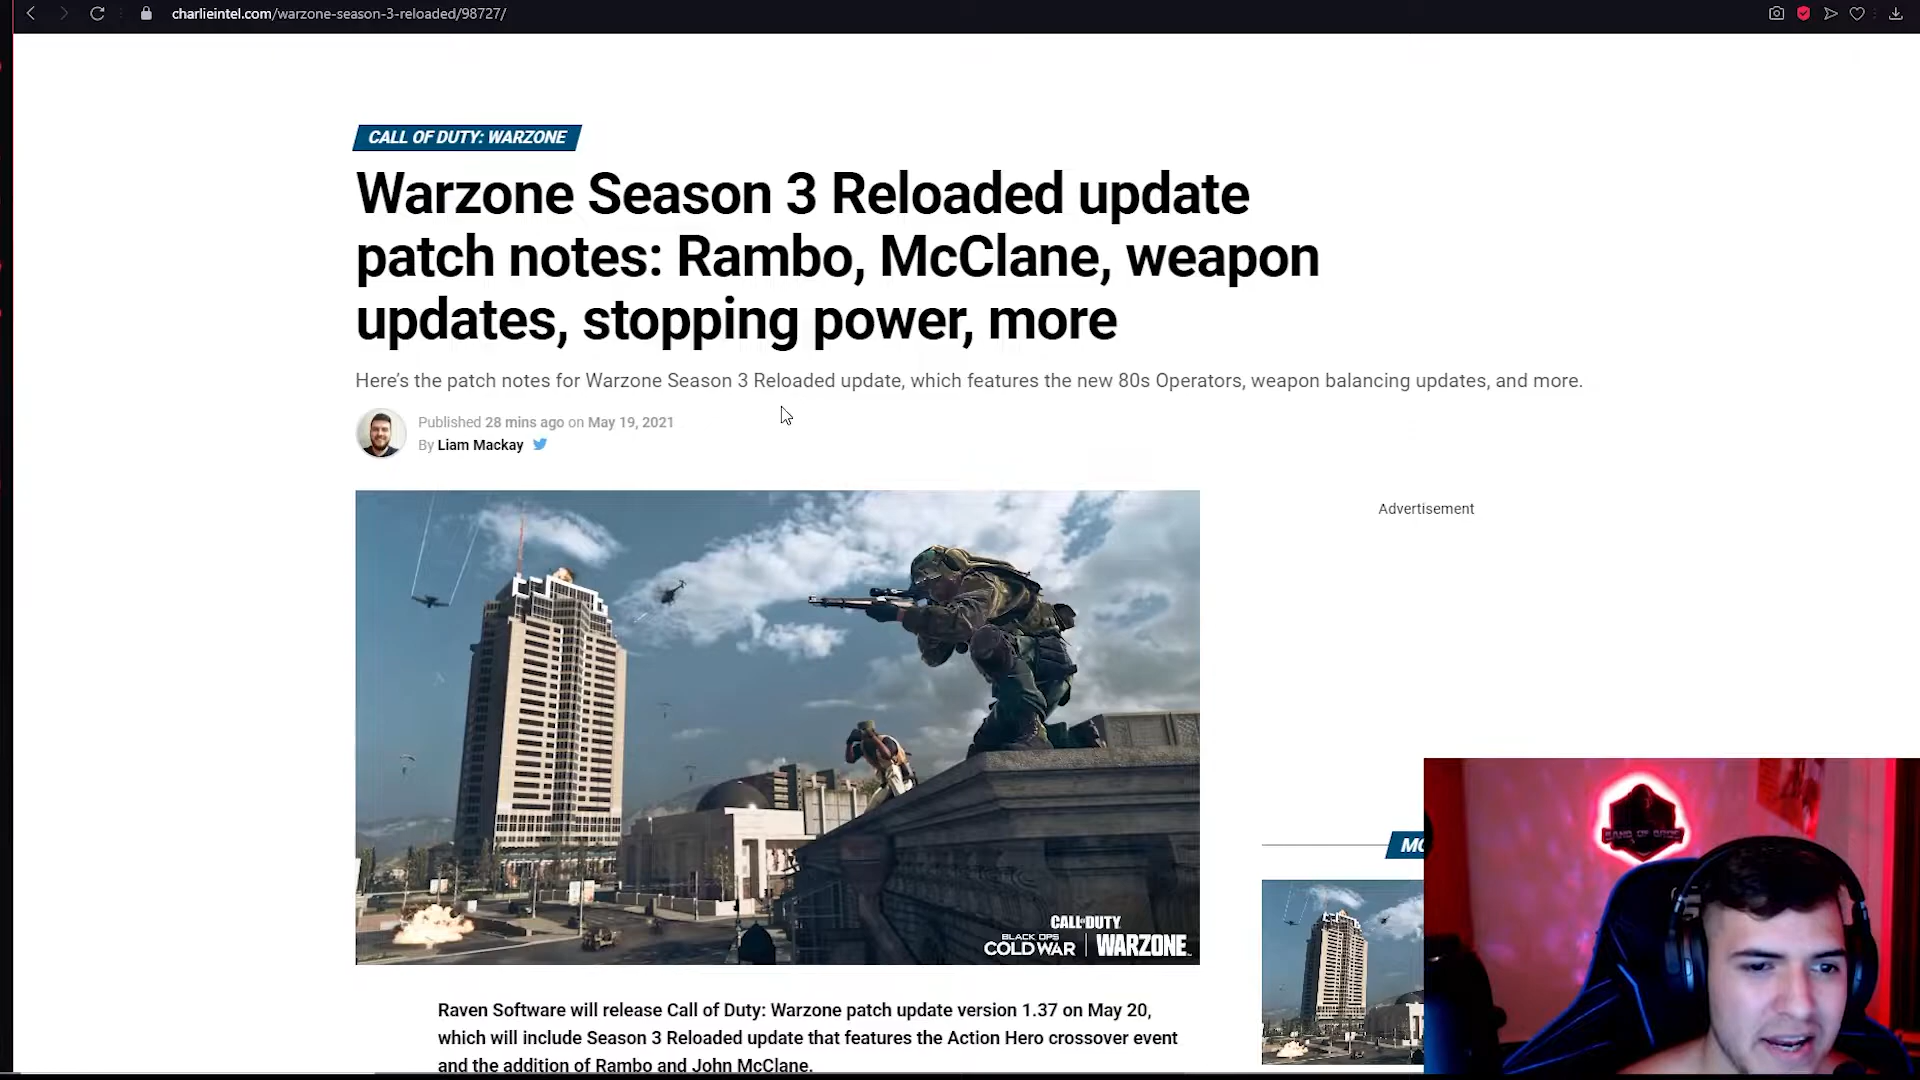 charlieintel.com/warzone-season-3-reloaded/98727/
CALL OF DUTY: WARZONE
Warzone Season 3 Reloaded update
patch notes: Rambo, McClane, weapon
updates, stopping power, more
Here's the patch notes for Warzone Season 3 Reloaded update, which features the new 80s Operators, weapon balancing updates, and more.
Published 28 mins ago on May 19, 2021
By Liam Mackay
Advertisement
CALL OF DUTY
BLACK OPS
COLD WAR | WARZONE
MO
Raven Software will release Call of Duty: Warzone patch update version 1.37 on May 20,
which will include Season 3 Reloaded update that features the Action Hero crossover event
and the addition of Rambo and John McClane.